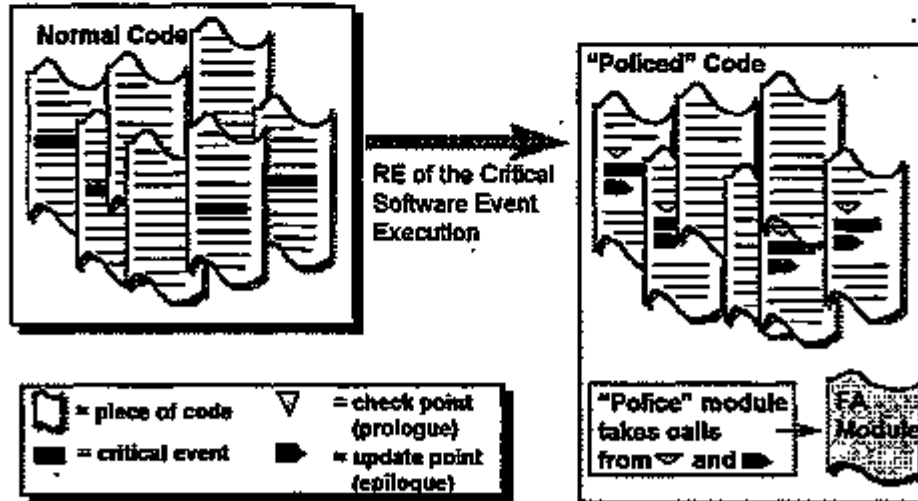 Normal Code
"Policed" Code
RE of the Critical
Software Event
Execution
= piece of code
= critical event
= check point
(prologue)
= update point
(epilogue)
"Police" module
takes calls
from and
FA
Module